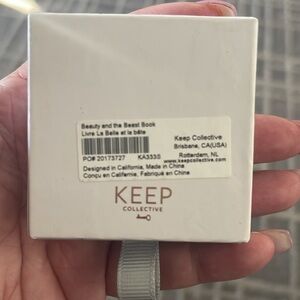 Beauty and the Beast Book
Livre La Belle et la bête
PO# 20173727 KA333S
Keep Collective
Brisbane, CA(USA)
Rotterdam, NL
www.keepcollective.com
Designed in California, Made in China
Conçu en Californie, Fabriqué en Chine
KEEP
COLLECTIVE